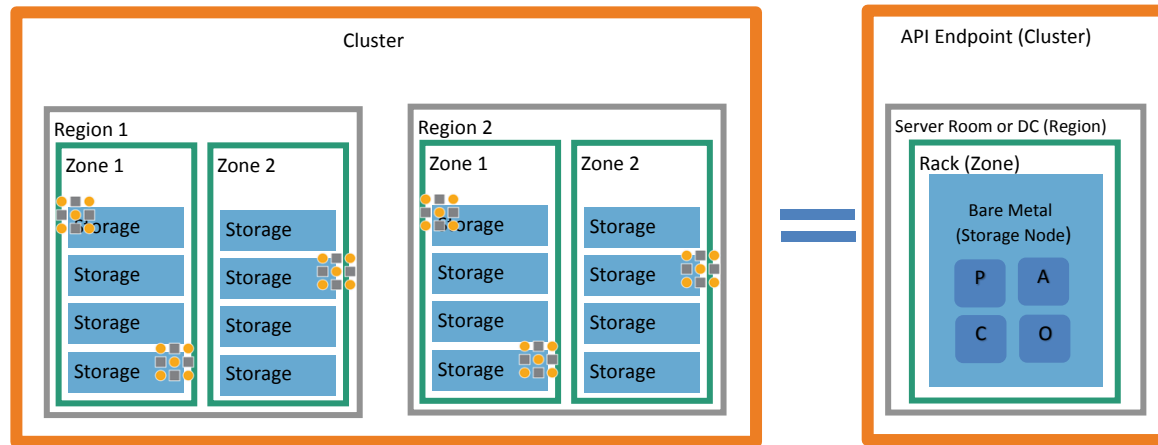 Cluster
Region 1
Zone 1
Storage
Storage
Storage
Storage
Zone 2
Storage
Storage
Storage
Storage
Region 2
Zone 1
Storage
Storage
Storage
Storage
Zone 2
Storage
Storage
Storage
Storage
API Endpoint (Cluster)
Server Room or DC (Region)
Rack (Zone)
Bare Metal
(Storage Node)
P A
C O